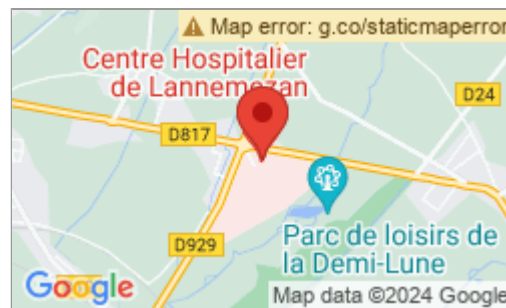 Map error: g.co/staticmaperror
Centre Hospitalier
de Lannemezan
D24
D817
D929
Parc de loisirs de
la Demi-Lune
Google
Map data ©2024 Google